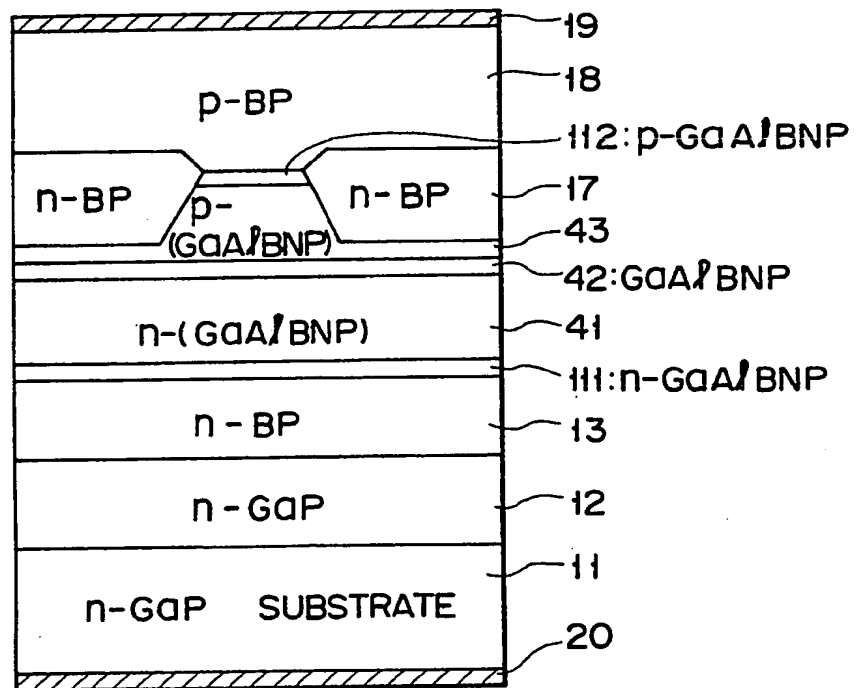 19
18
p-BP
112:p-GaAlBNP
n-BP
p-
(GaAlBNP)
n-BP
17
43
42:GaAlBNP
n-(GaAlBNP)
41
111:n-GaAlBNP
n-BP
13
n-GaP
12
11
n-GaP SUBSTRATE
20